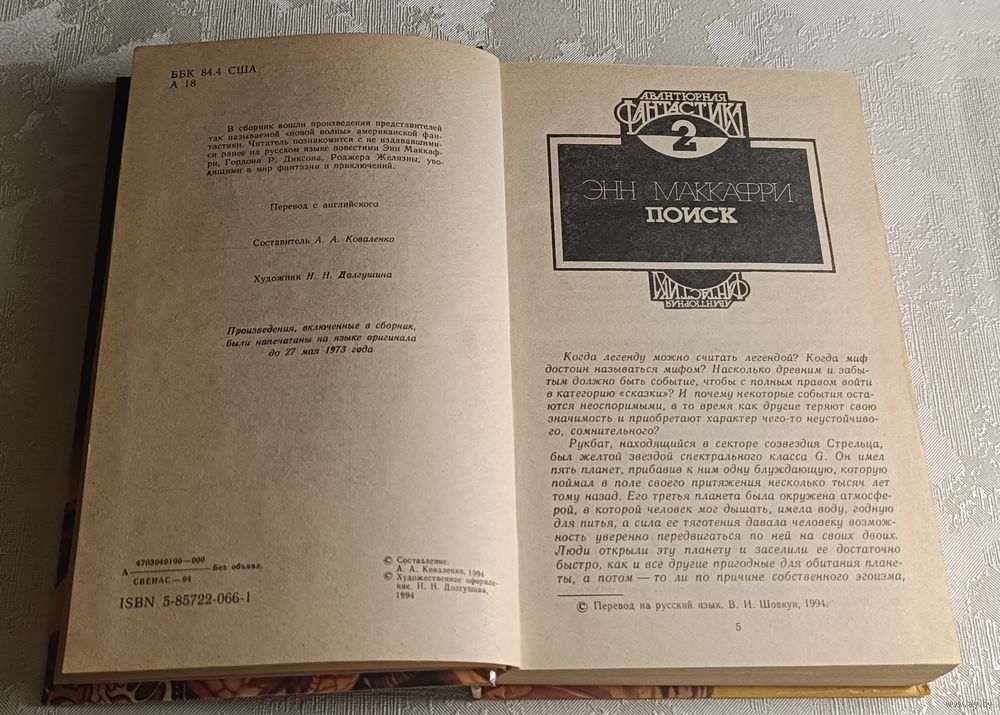 ББК 84.4 США
А 18
В сборник вошли произведения представителей
так называемой «новой волны» американской фан-
тастики. Читатель познакомится с не издававшими-
ся ранее на русском языке повестями Энн Маккаф-
ри, Гордона Р. Диксона, Роджера Желязны, уво-
дящими в мир фантазии и приключений.
Перевод с английского
Составитель А. А. Коваленко
Художник Н. Н. Долгушина
Произведения, включенные в сборник,
были напечатаны на языке оригинала
до 27 мая 1973 года
4703040100—000
А Без объявл.
СВЕНАС—94
ISBN 5-85722-066-1
© Составление.
А. А. Коваленко, 1994
© Художественное оформле-
ние. Н. Н. Долгушина,
1994
АВАНТЮРНАЯ
ФАНТАСТИКА
2
ЭНН МАККАФРИ
ПОИСК
ФАНТАСТИКА
АВАНТЮРНАЯ
Когда легенду можно считать легендой? Когда миф
достоин называться мифом? Насколько древним и забы-
тым должно быть событие, чтобы с полным правом войти
в категорию «сказки»? И почему некоторые события оста-
ются неоспоримыми, в то время как другие теряют свою
значимость и приобретают характер чего-то неустойчиво-
го, сомнительного?
Рукбат, находящийся в секторе созвездия Стрельца,
был желтой звездой спектрального класса G. Он имел
пять планет, прибавив к ним одну блуждающую, которую
поймал в поле своего притяжения несколько тысяч лет
тому назад. Его третья планета была окружена атмосфе-
рой, в которой человек мог дышать, имела воду, годную
для питья, а сила ее тяготения давала человеку возмож-
ность уверенно передвигаться по ней на своих двоих.
Люди открыли эту планету и заселили ее достаточно
быстро, как и все другие пригодные для обитания плане-
ты, а потом — то ли по причине собственного эгоизма,
© Перевод на русский язык. В. И. Шовкун, 1994.
5
www.ay.by